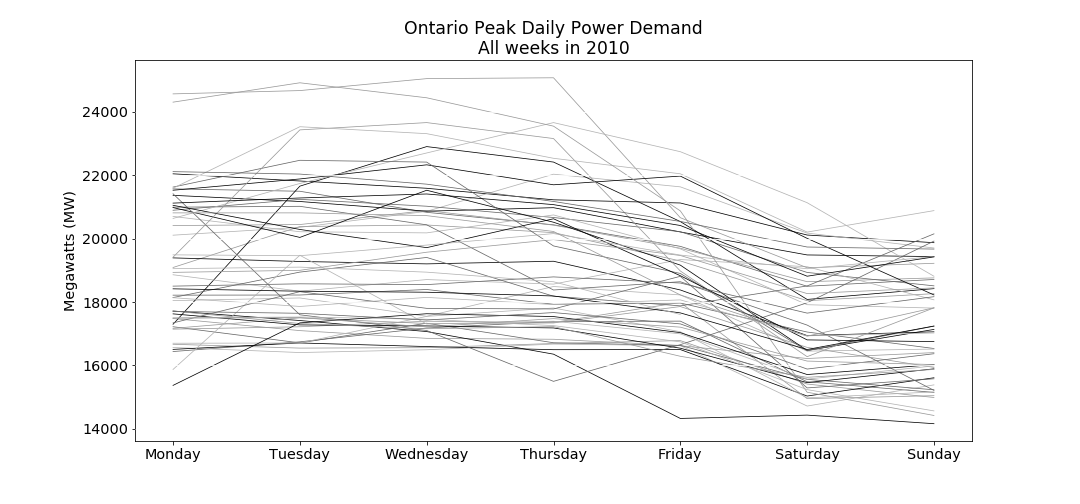 Ontario Peak Daily Power Demand
All weeks in 2010
Megawatts (MW)
24000
22000
20000
18000
16000
14000
Monday Tuesday Wednesday Thursday Friday Saturday Sunday